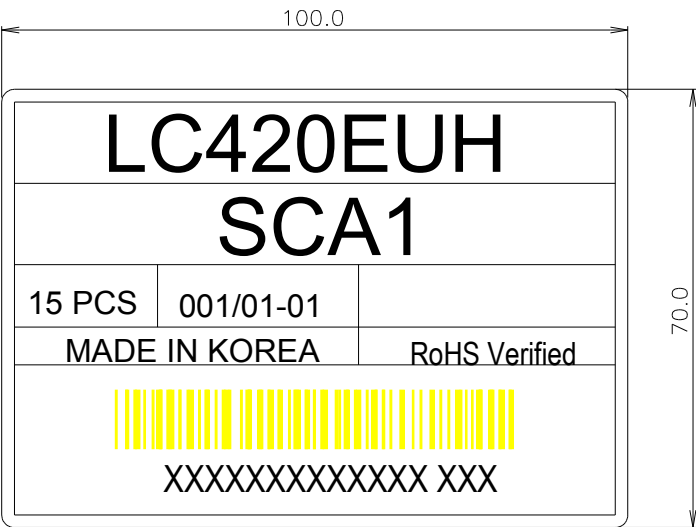 100.0
LC420EUH
SCA1
15 PCS 001/01-01
70.0
MADE IN KOREA RoHS Verified
XXXXXXXXXXXXX XXX